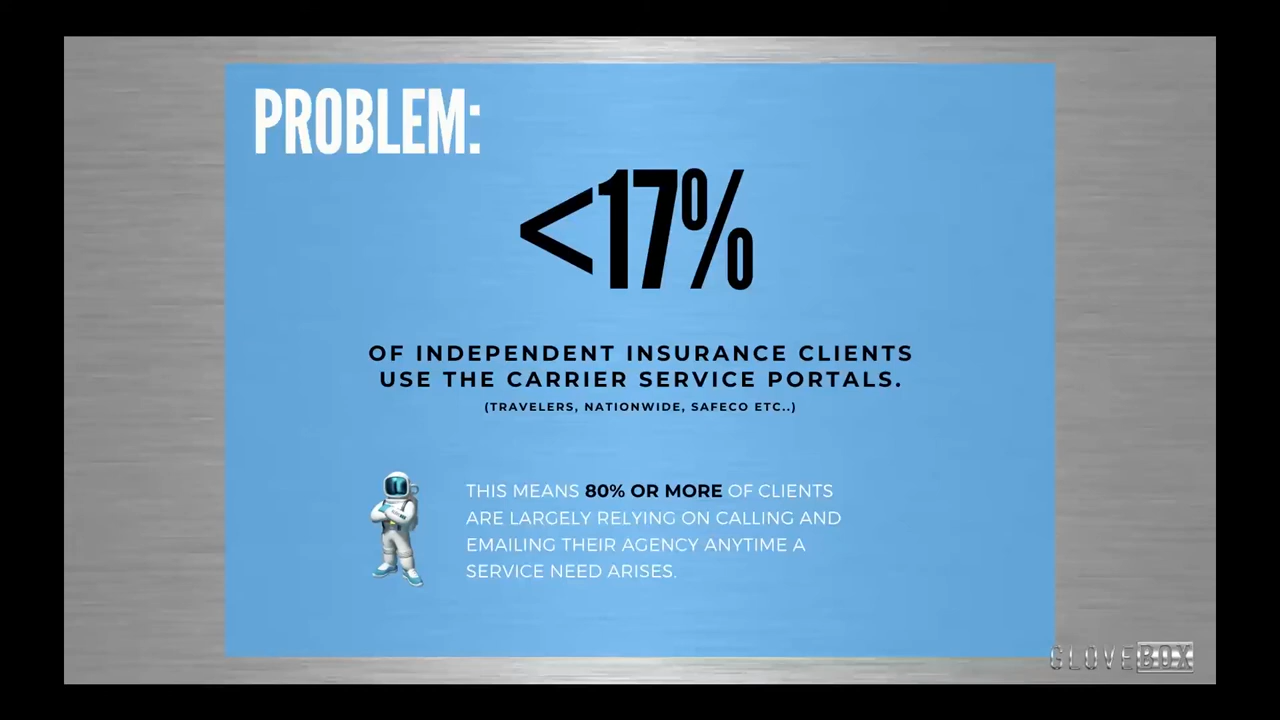 PROBLEM:
<17%
OF INDEPENDENT INSURANCE CLIENTS
USE THE CARRIER SERVICE PORTALS.
(TRAVELERS, NATIONWIDE, SAFECO ETC..)
THIS MEANS 80% OR MORE OF CLIENTS
ARE LARGELY RELYING ON CALLING AND
EMAILING THEIR AGENCY ANYTIME A
SERVICE NEED ARISES.
GLOVEBOX